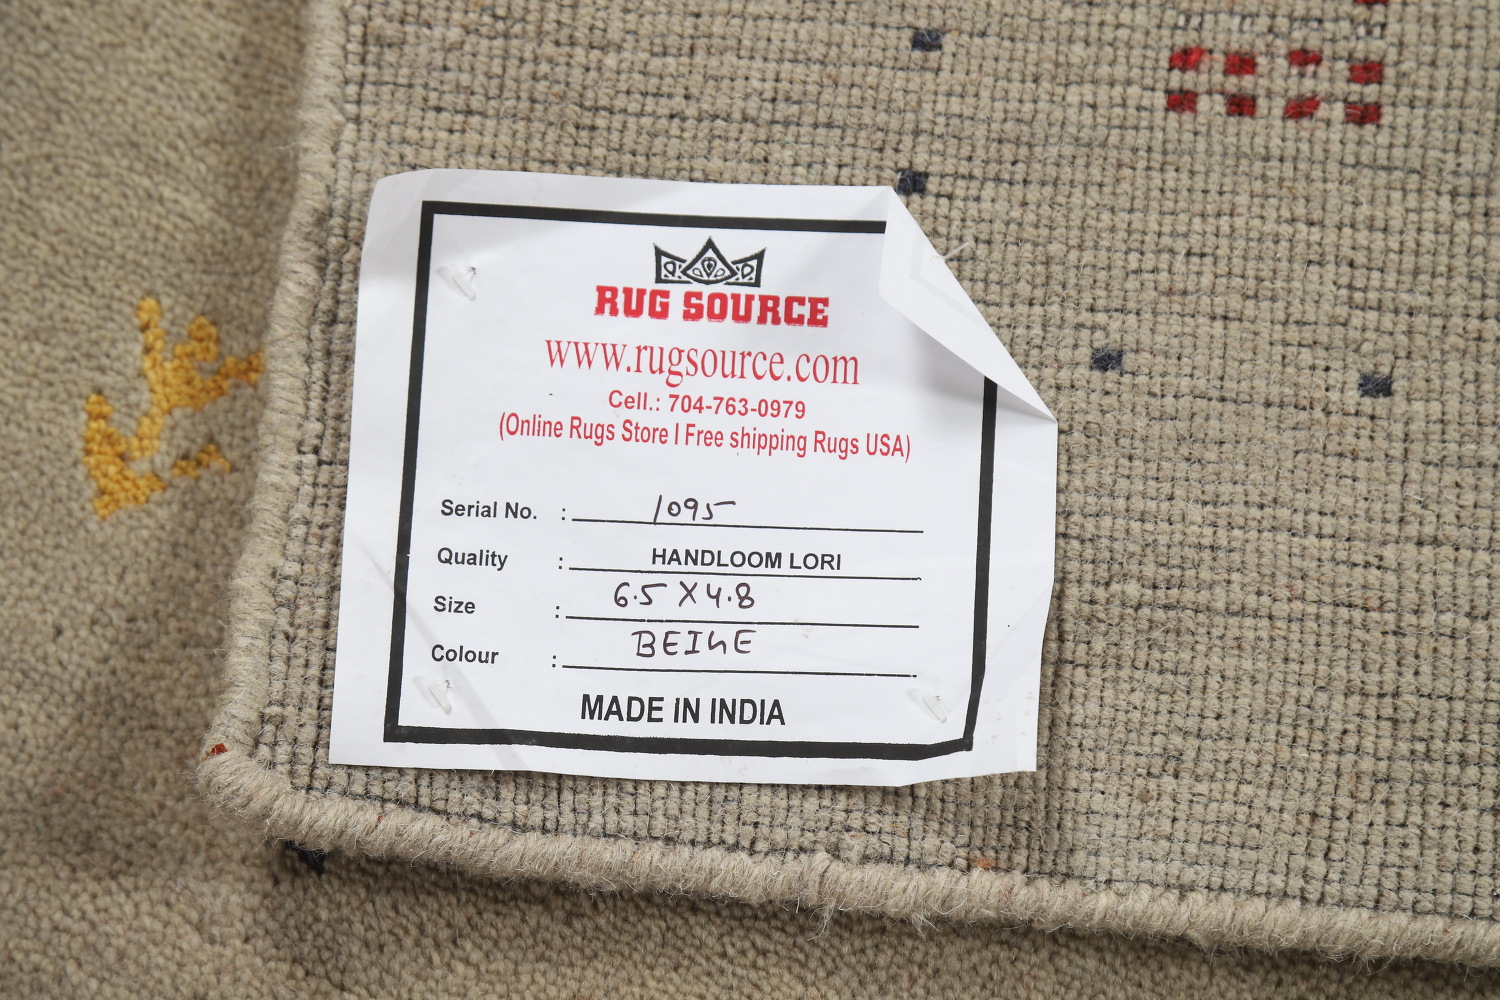 RUG SOURCE
www.rugsource.com
Cell.: 704-763-0979
(Online Rugs Store I Free shipping Rugs USA)
Serial No. : 1095
Quality : HANDLOOM LORI
Size : 6.5 X 4.8
Colour : BEIGE
MADE IN INDIA